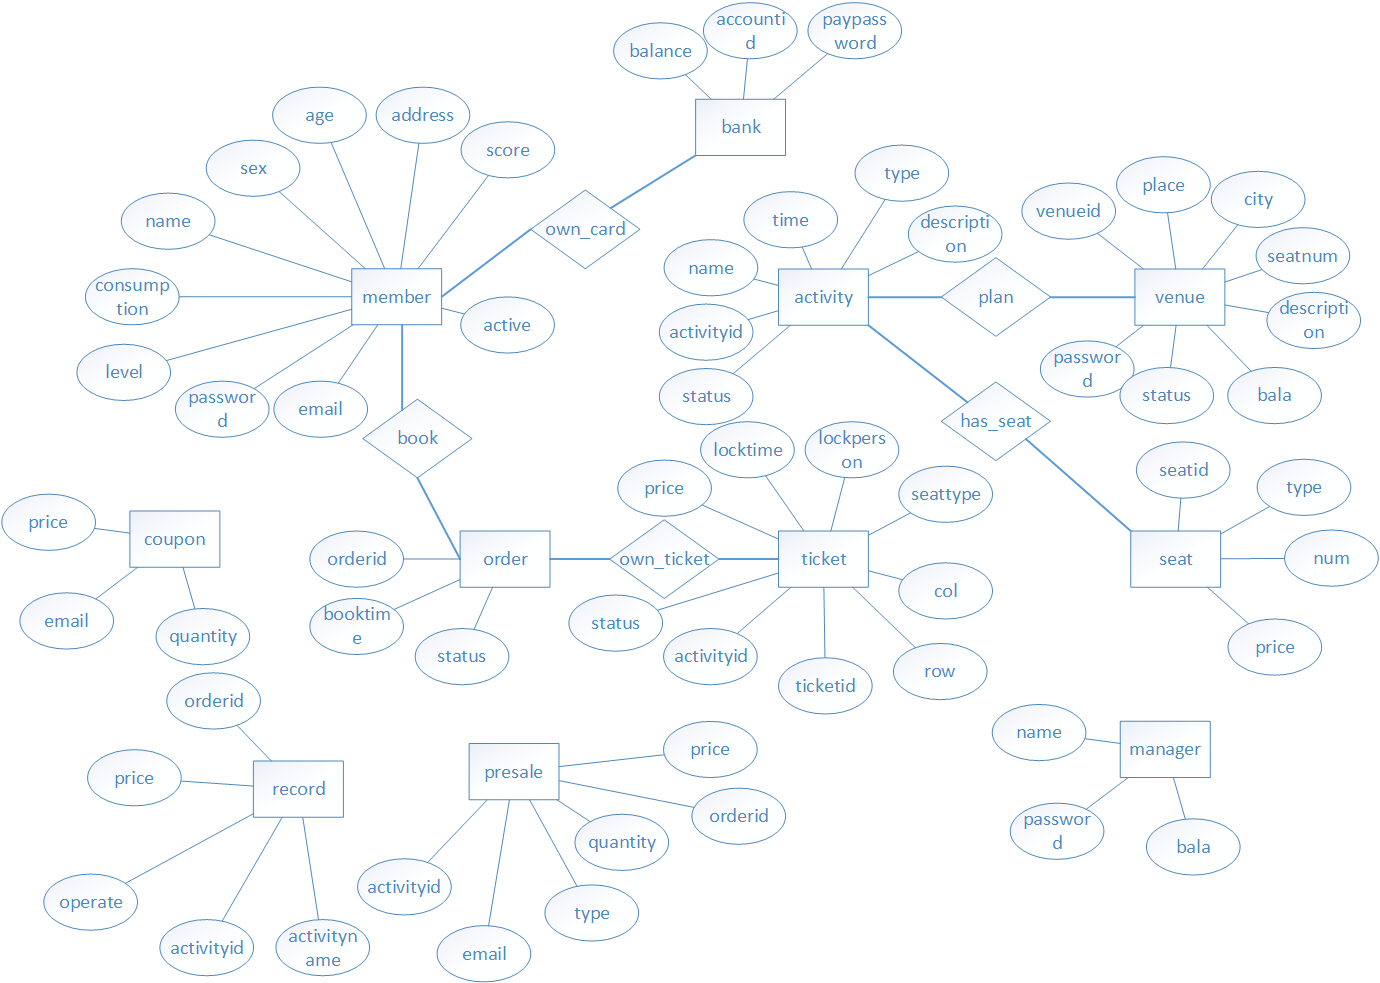 accounti
d
paypass
word
balance
bank
age
address
score
sex
name
own_card
consump
tion
member
active
level
passwor
d
email
book
type
time
descripti
on
name
activity
plan
activityid
status
place
city
venueid
seatnum
venue
descripti
on
passwor
d
status
bala
has_seat
locktime
lockpers
on
price
seattype
own_ticket
ticket
col
status
activityid
ticketid
row
seatid
type
seat
num
price
price
coupon
email
quantity
orderid
order
booktim
e
status
orderid
price
record
operate
activityid
activityn
ame
presale
price
orderid
quantity
activityid
type
email
name
manager
passwor
d
bala